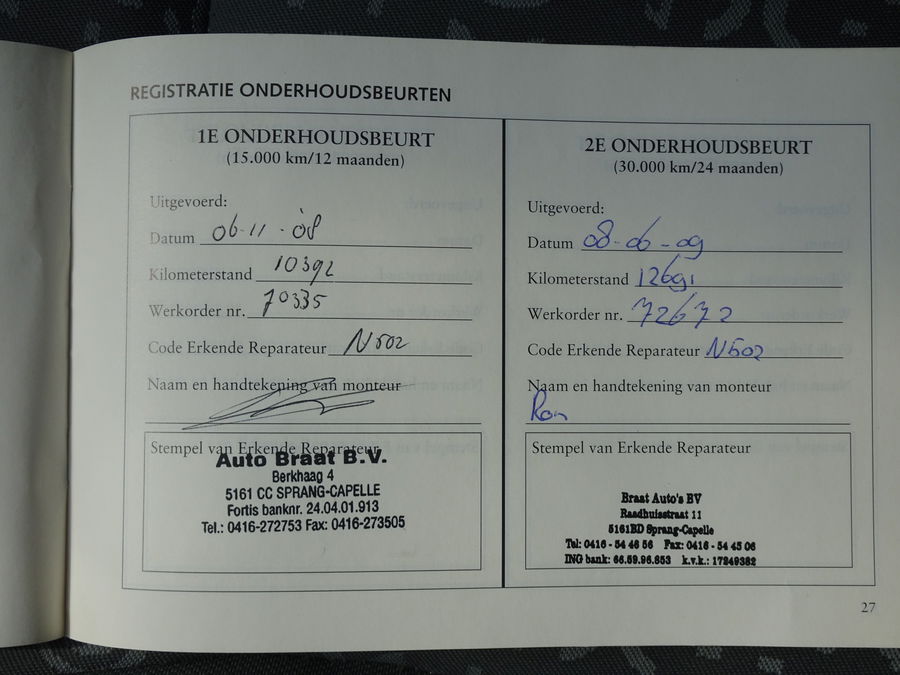 REGISTRATIE ONDERHOUDSBEURTEN
1E ONDERHOUDSBEURT
(15.000 km/12 maanden)
Uitgevoerd:
Datum 06-11-'08
Kilometerstand 10392
Werkorder nr. 70335
Code Erkende Reparateur N502
Naam en handtekening van monteur
Stempel van Erkende Reparateur
Auto Braat B.V.
Berkhaag 4
5161 CC SPRANG-CAPELLE
Fortis banknr. 24.04.01.913
Tel.: 0416-272753 Fax: 0416-273505
2E ONDERHOUDSBEURT
(30.000 km/24 maanden)
Uitgevoerd:
Datum 08-06-09
Kilometerstand 12691
Werkorder nr. 72672
Code Erkende Reparateur N502
Naam en handtekening van monteur
Ron
Stempel van Erkende Reparateur
Braat Auto's BV
Raadhuisstraat 11
5161BD Sprang-Capelle
Tel: 0416 - 54 46 56 Fax: 0416 - 54 45 06
ING bank: 66.59.96.653 k.v.k.: 17249382
27